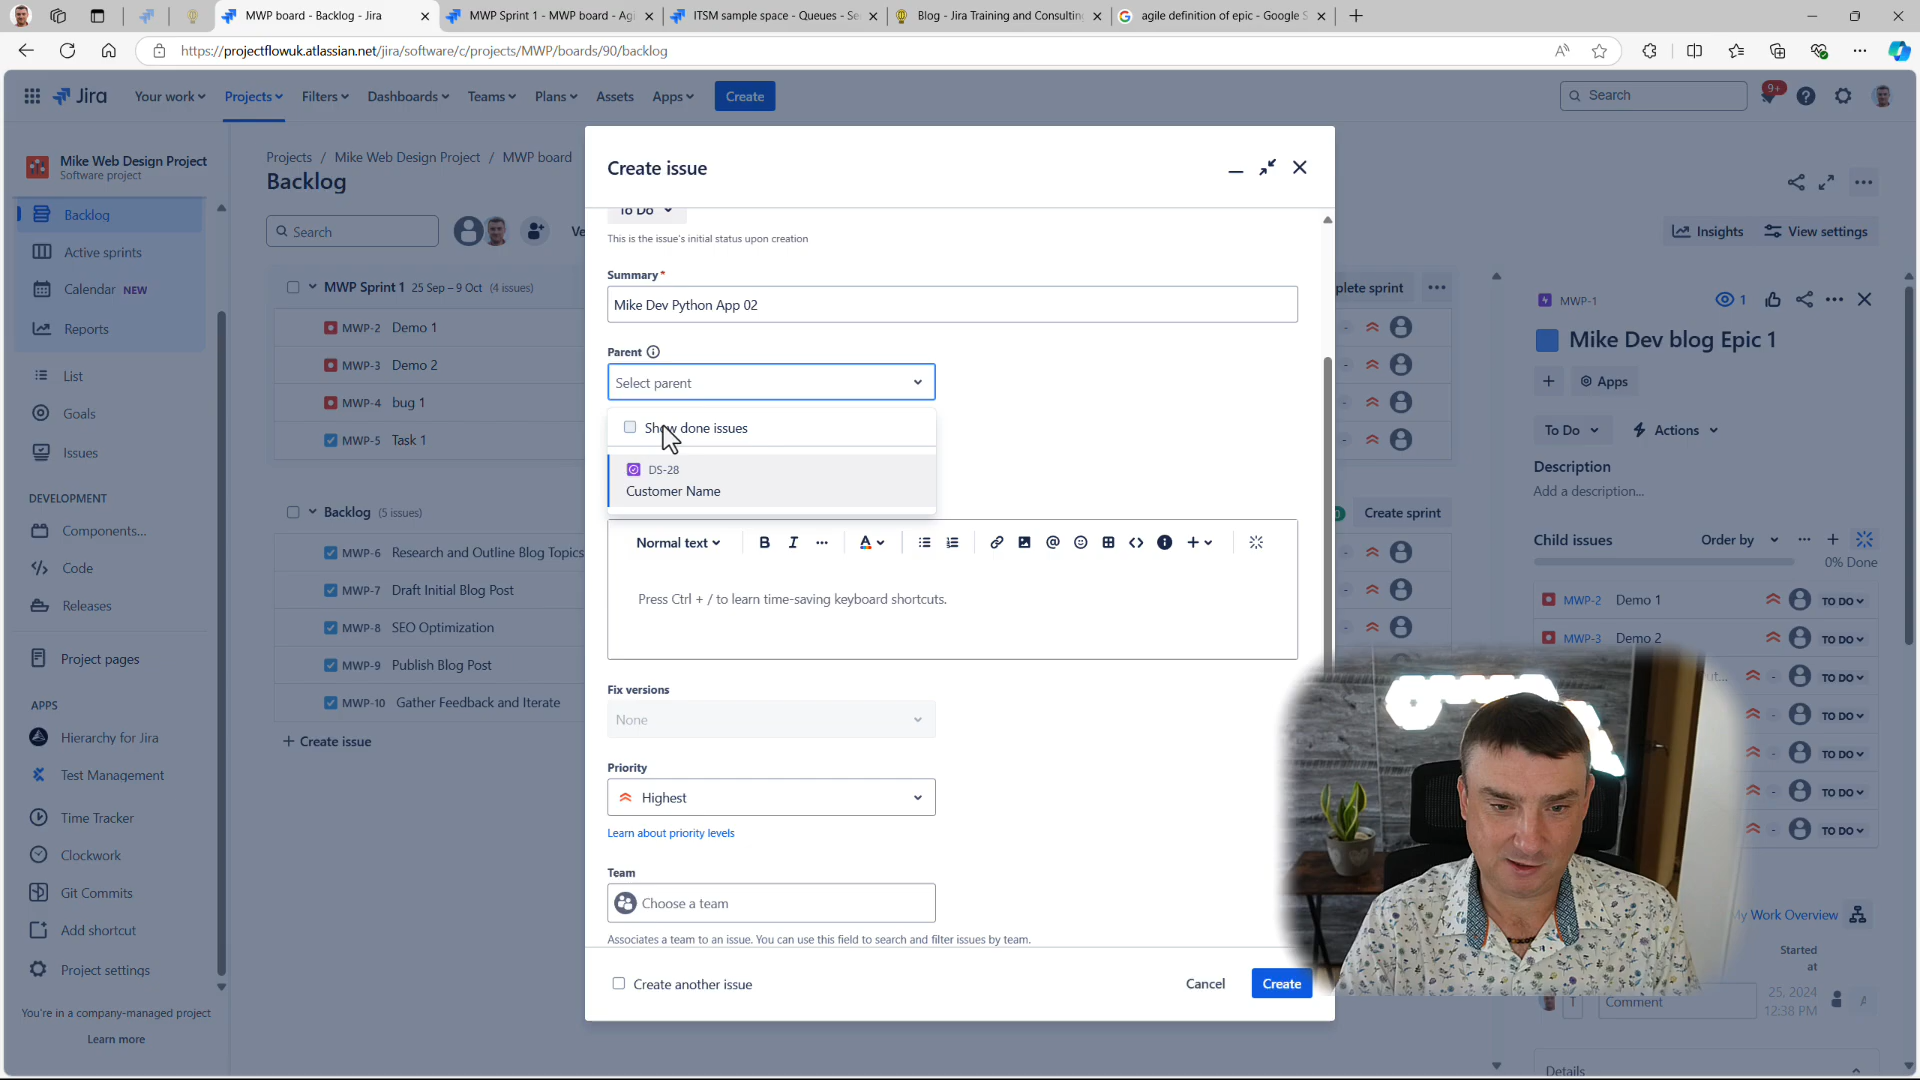 MWP board - Backlog - Jira
MWP Sprint 1 - MWP board - Agi
ITSM sample space - Queues - Se
Blog - Jira Training and Consultin
agile definition of epic - Google S
https://projectflowuk.atlassian.net/jira/software/c/projects/MWP/boards/90/backlog
Jira
Your work
Projects
Filters
Dashboards
Teams
Plans
Assets
Apps
Create
Search
9+
Mike Web Design Project
Software project
Backlog
Active sprints
Calendar NEW
Reports
List
Goals
Issues
DEVELOPMENT
Components...
Code
Releases
Project pages
APPS
Hierarchy for Jira
Test Management
Time Tracker
Clockwork
Git Commits
Add shortcut
Project settings
You're in a company-managed project
Learn more
Projects / Mike Web Design Project / MWP board
Backlog
Search
Ve
MWP Sprint 1 25 Sep – 9 Oct (4 issues)
MWP-2 Demo 1
MWP-3 Demo 2
MWP-4 bug 1
MWP-5 Task 1
Backlog (5 issues)
MWP-6 Research and Outline Blog Topics
MWP-7 Draft Initial Blog Post
MWP-8 SEO Optimization
MWP-9 Publish Blog Post
MWP-10 Gather Feedback and Iterate
+ Create issue
Create issue
To Do
This is the issue's initial status upon creation
Summary*
Mike Dev Python App 02
Parent
Select parent
Show done issues
DS-28
Customer Name
Normal text
B I ... A
Press Ctrl + / to learn time-saving keyboard shortcuts.
Fix versions
None
Priority
Highest
Learn about priority levels
Team
Choose a team
Associates a team to an issue. You can use this field to search and filter issues by team.
Create another issue
Cancel
Create
Insights
View settings
plete sprint
Create sprint
MWP-1
1
Mike Dev blog Epic 1
Apps
To Do
Actions
Description
Add a description...
Child issues
Order by
0% Done
MWP-2 Demo 1 TO DO
MWP-3 Demo 2 TO DO
ut... TO DO
TO DO
TO DO
TO DO
TO DO
Work Overview
Started
at
25, 2024
12:38 PM
T
Comment
A
Details